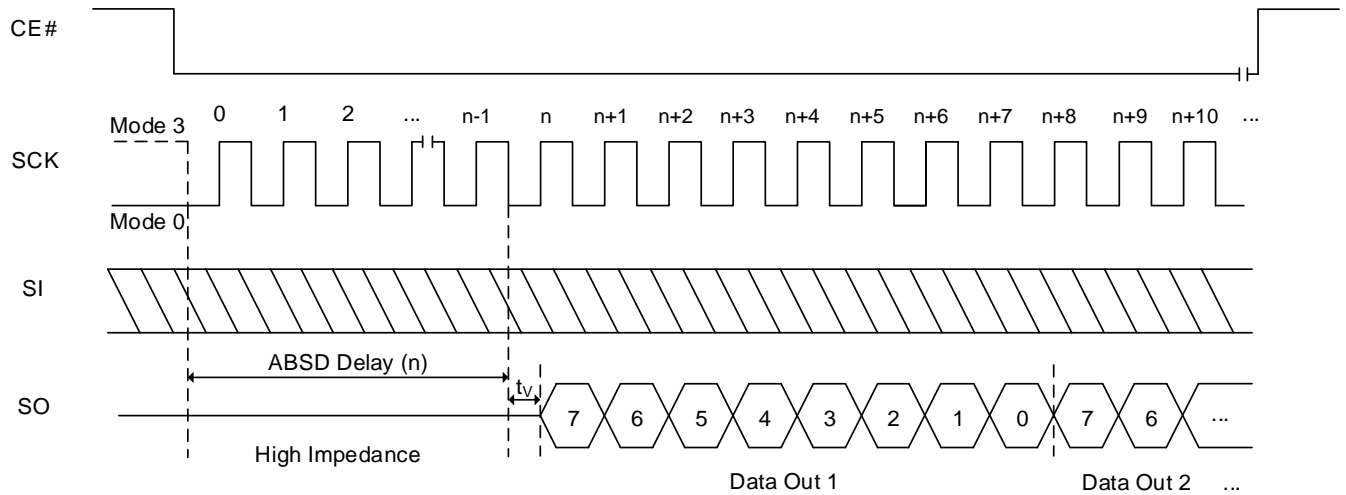 CE#
0 1 2 ... n-1 n n+1 n+2 n+3 n+4 n+5 n+6 n+7 n+8 n+9 n+10 ...
Mode 3
SCK
Mode 0
SI
ABSD Delay (n)
tV
SO
7 6 5 4 3 2 1 0 7 6 ...
High Impedance
Data Out 1 Data Out 2 ...